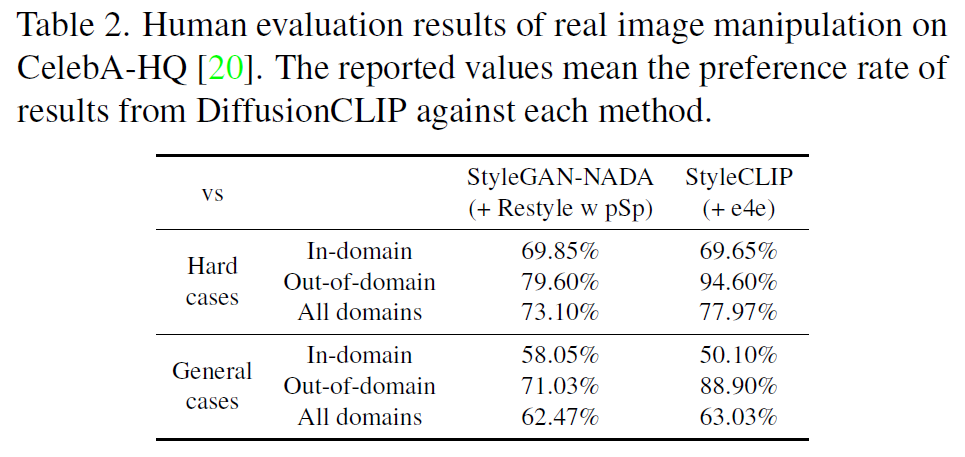 Table 2. Human evaluation results of real image manipulation on
CelebA-HQ [20]. The reported values mean the preference rate of
results from DiffusionCLIP against each method.
vs StyleGAN-NADA (+ Restyle w pSp) StyleCLIP (+ e4e)
Hard cases
In-domain 69.85% 69.65%
Out-of-domain 79.60% 94.60%
All domains 73.10% 77.97%
General cases
In-domain 58.05% 50.10%
Out-of-domain 71.03% 88.90%
All domains 62.47% 63.03%